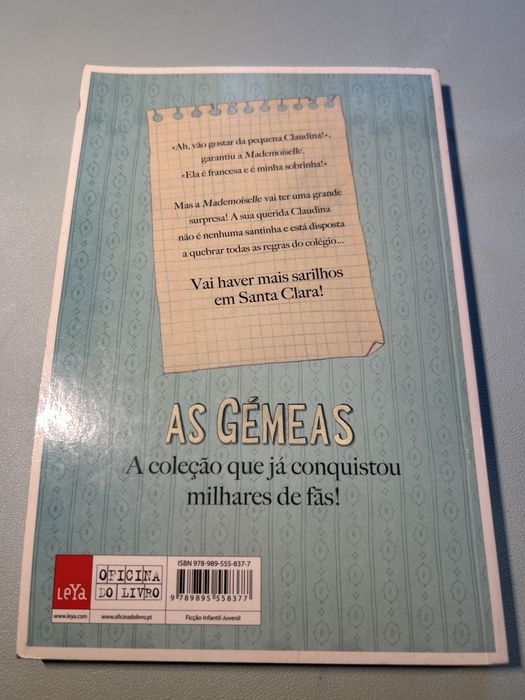 «Ah, vão gostar da pequena Claudina!»,
garantiu a Mademoiselle.
«Ela é francesa e é minha sobrinha!»
Mas a Mademoiselle vai ter uma grande
surpresa! A sua querida Claudina
não é nenhuma santinha e está disposta
a quebrar todas as regras do colégio...
Vai haver mais sarilhos
em Santa Clara!
AS GÉMEAS
A coleção que já conquistou
milhares de fãs!
ISBN 978-989-555-837-7
LeYa
OFICINA
DO LIVRO
9 789895 558377
www.leya.com
www.oficinadolivro.pt
Ficção Infantil-Juvenil